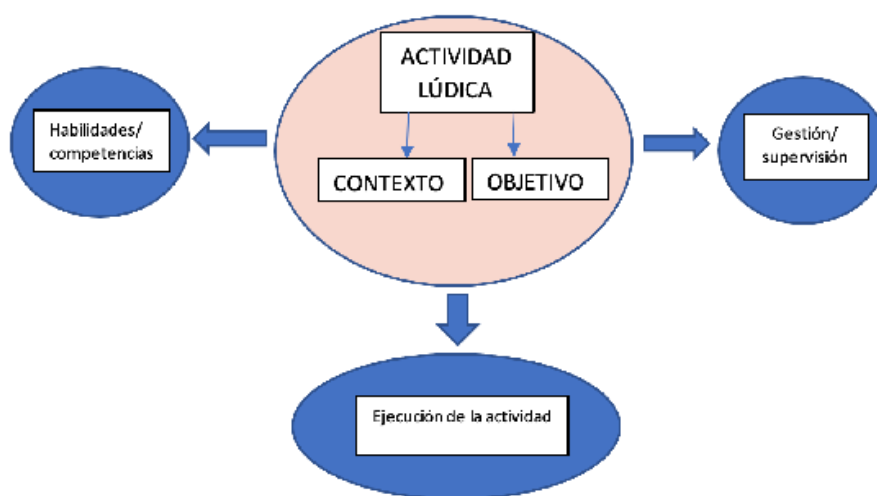 ACTIVIDAD
LÚDICA
Habilidades/
competencias
Gestión/
supervisión
CONTEXTO
OBJETIVO
Ejecución de la actividad